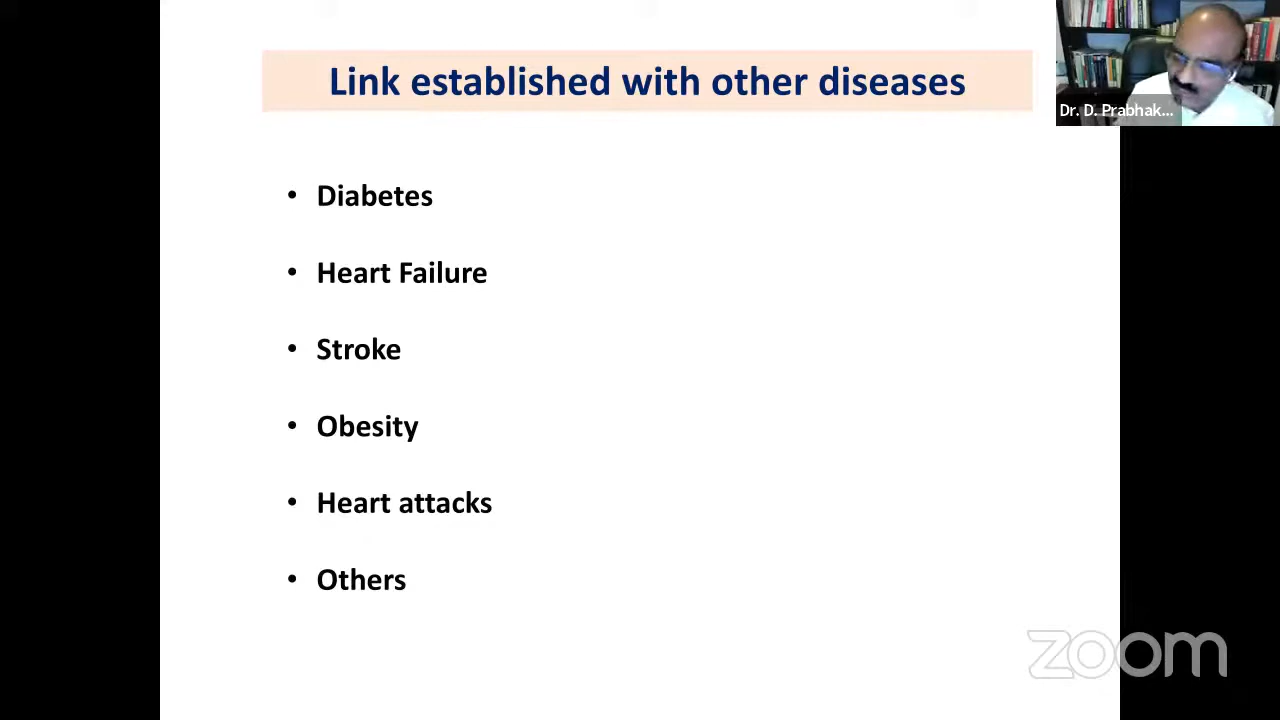 Link established with other diseases
Dr. D. Prabhak...
• Diabetes
• Heart Failure
• Stroke
• Obesity
• Heart attacks
• Others
zoom